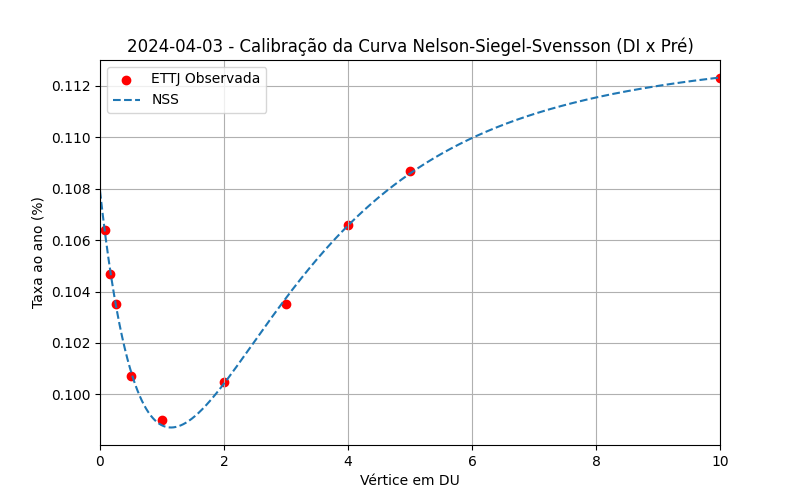 2024-04-03 - Calibração da Curva Nelson-Siegel-Svensson (DI x Pré)
ETTJ Observada
NSS
0.112
0.110
0.108
0.106
0.104
0.102
0.100
Taxa ao ano (%)
0 2 4 6 8 10
Vértice em DU